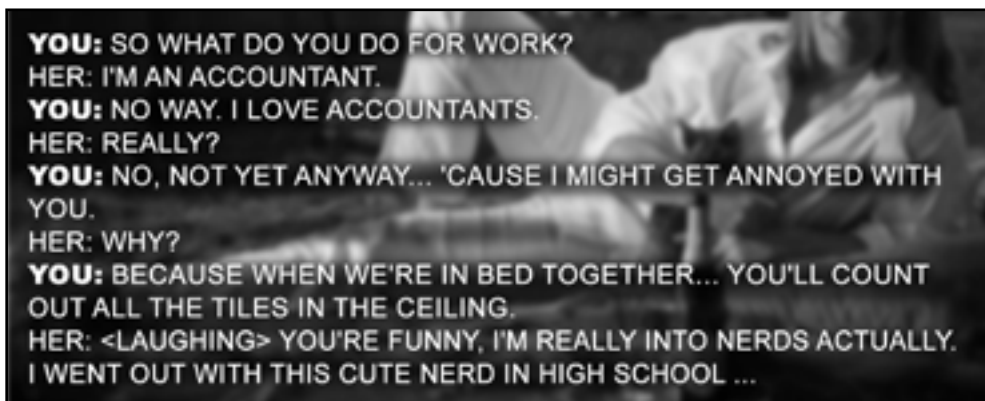 YOU: SO WHAT DO YOU DO FOR WORK?
HER: I'M AN ACCOUNTANT.
YOU: NO WAY. I LOVE ACCOUNTANTS.
HER: REALLY?
YOU: NO, NOT YET ANYWAY... 'CAUSE I MIGHT GET ANNOYED WITH
YOU.
HER: WHY?
YOU: BECAUSE WHEN WE'RE IN BED TOGETHER... YOU'LL COUNT
OUT ALL THE TILES IN THE CEILING.
HER: <LAUGHING> YOU'RE FUNNY, I'M REALLY INTO NERDS ACTUALLY.
I WENT OUT WITH THIS CUTE NERD IN HIGH SCHOOL ...